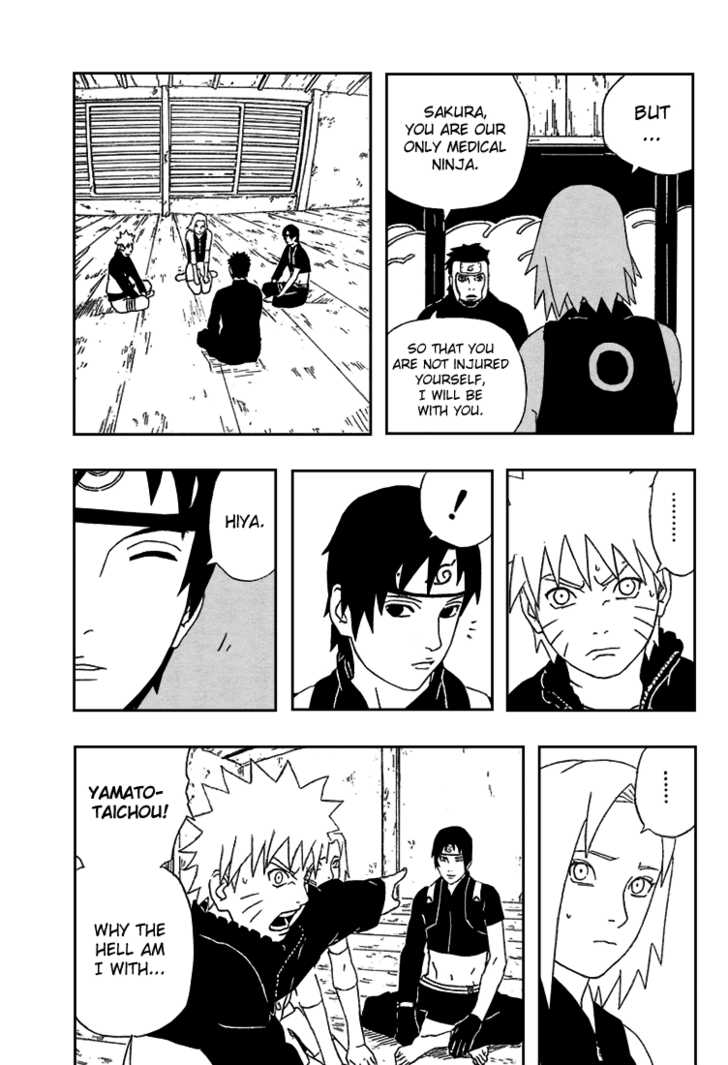 BUT
...
SAKURA,
YOU ARE OUR
ONLY MEDICAL
NINJA.
SO THAT YOU
ARE NOT INJURED
YOURSELF,
I WILL BE
WITH YOU.
........
!
HIYA.
........
YAMATO-
TAICHOU!
WHY THE
HELL AM
I WITH...